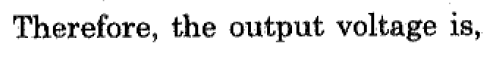 Therefore, the output voltage is,